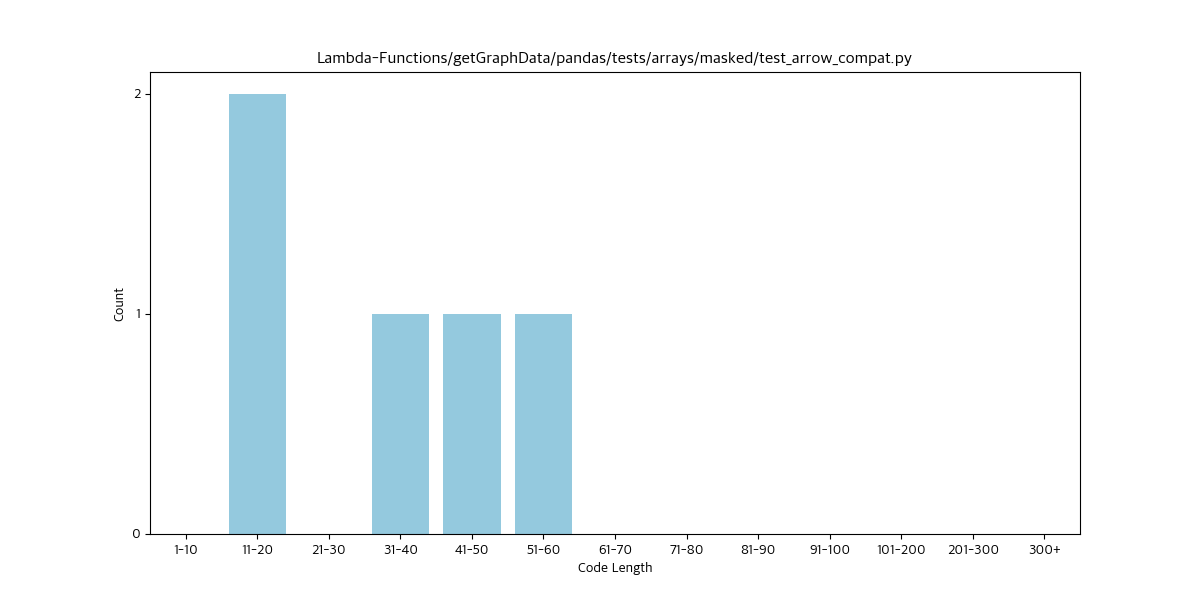 Lambda-Functions/getGraphData/pandas/tests/arrays/masked/test_arrow_compat.py
2
1
0
Count
1-10 11-20 21-30 31-40 41-50 51-60 61-70 71-80 81-90 91-100 101-200 201-300 300+
Code Length